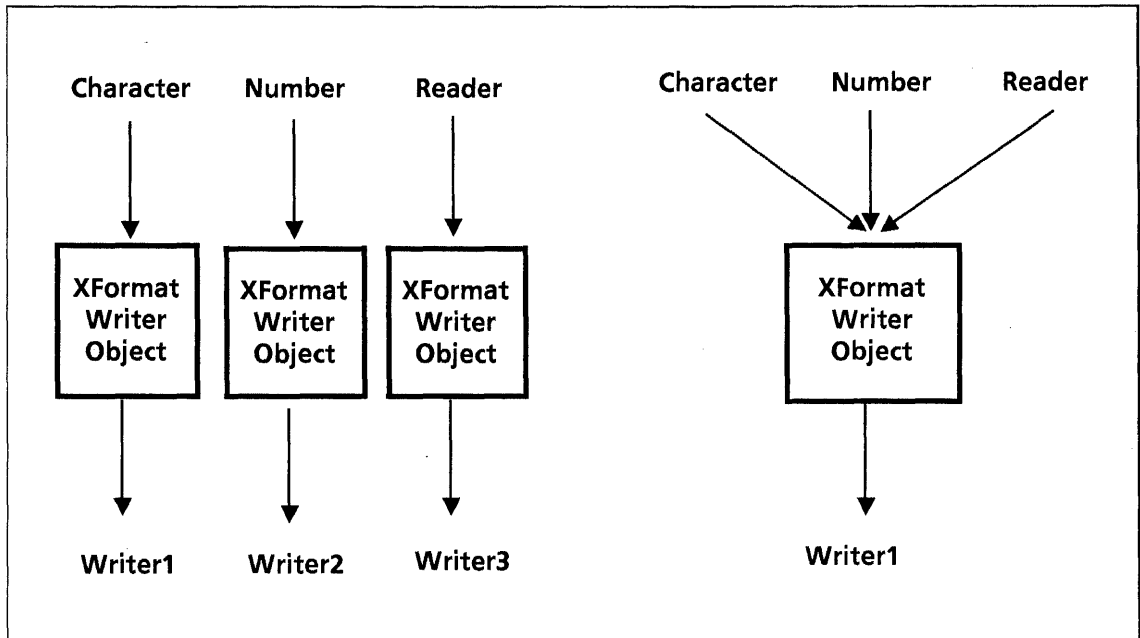 Character Number Reader
XFormat
Writer
Object
XFormat
Writer
Object
XFormat
Writer
Object
Writer1 Writer2 Writer3
Character Number Reader
XFormat
Writer
Object
Writer1